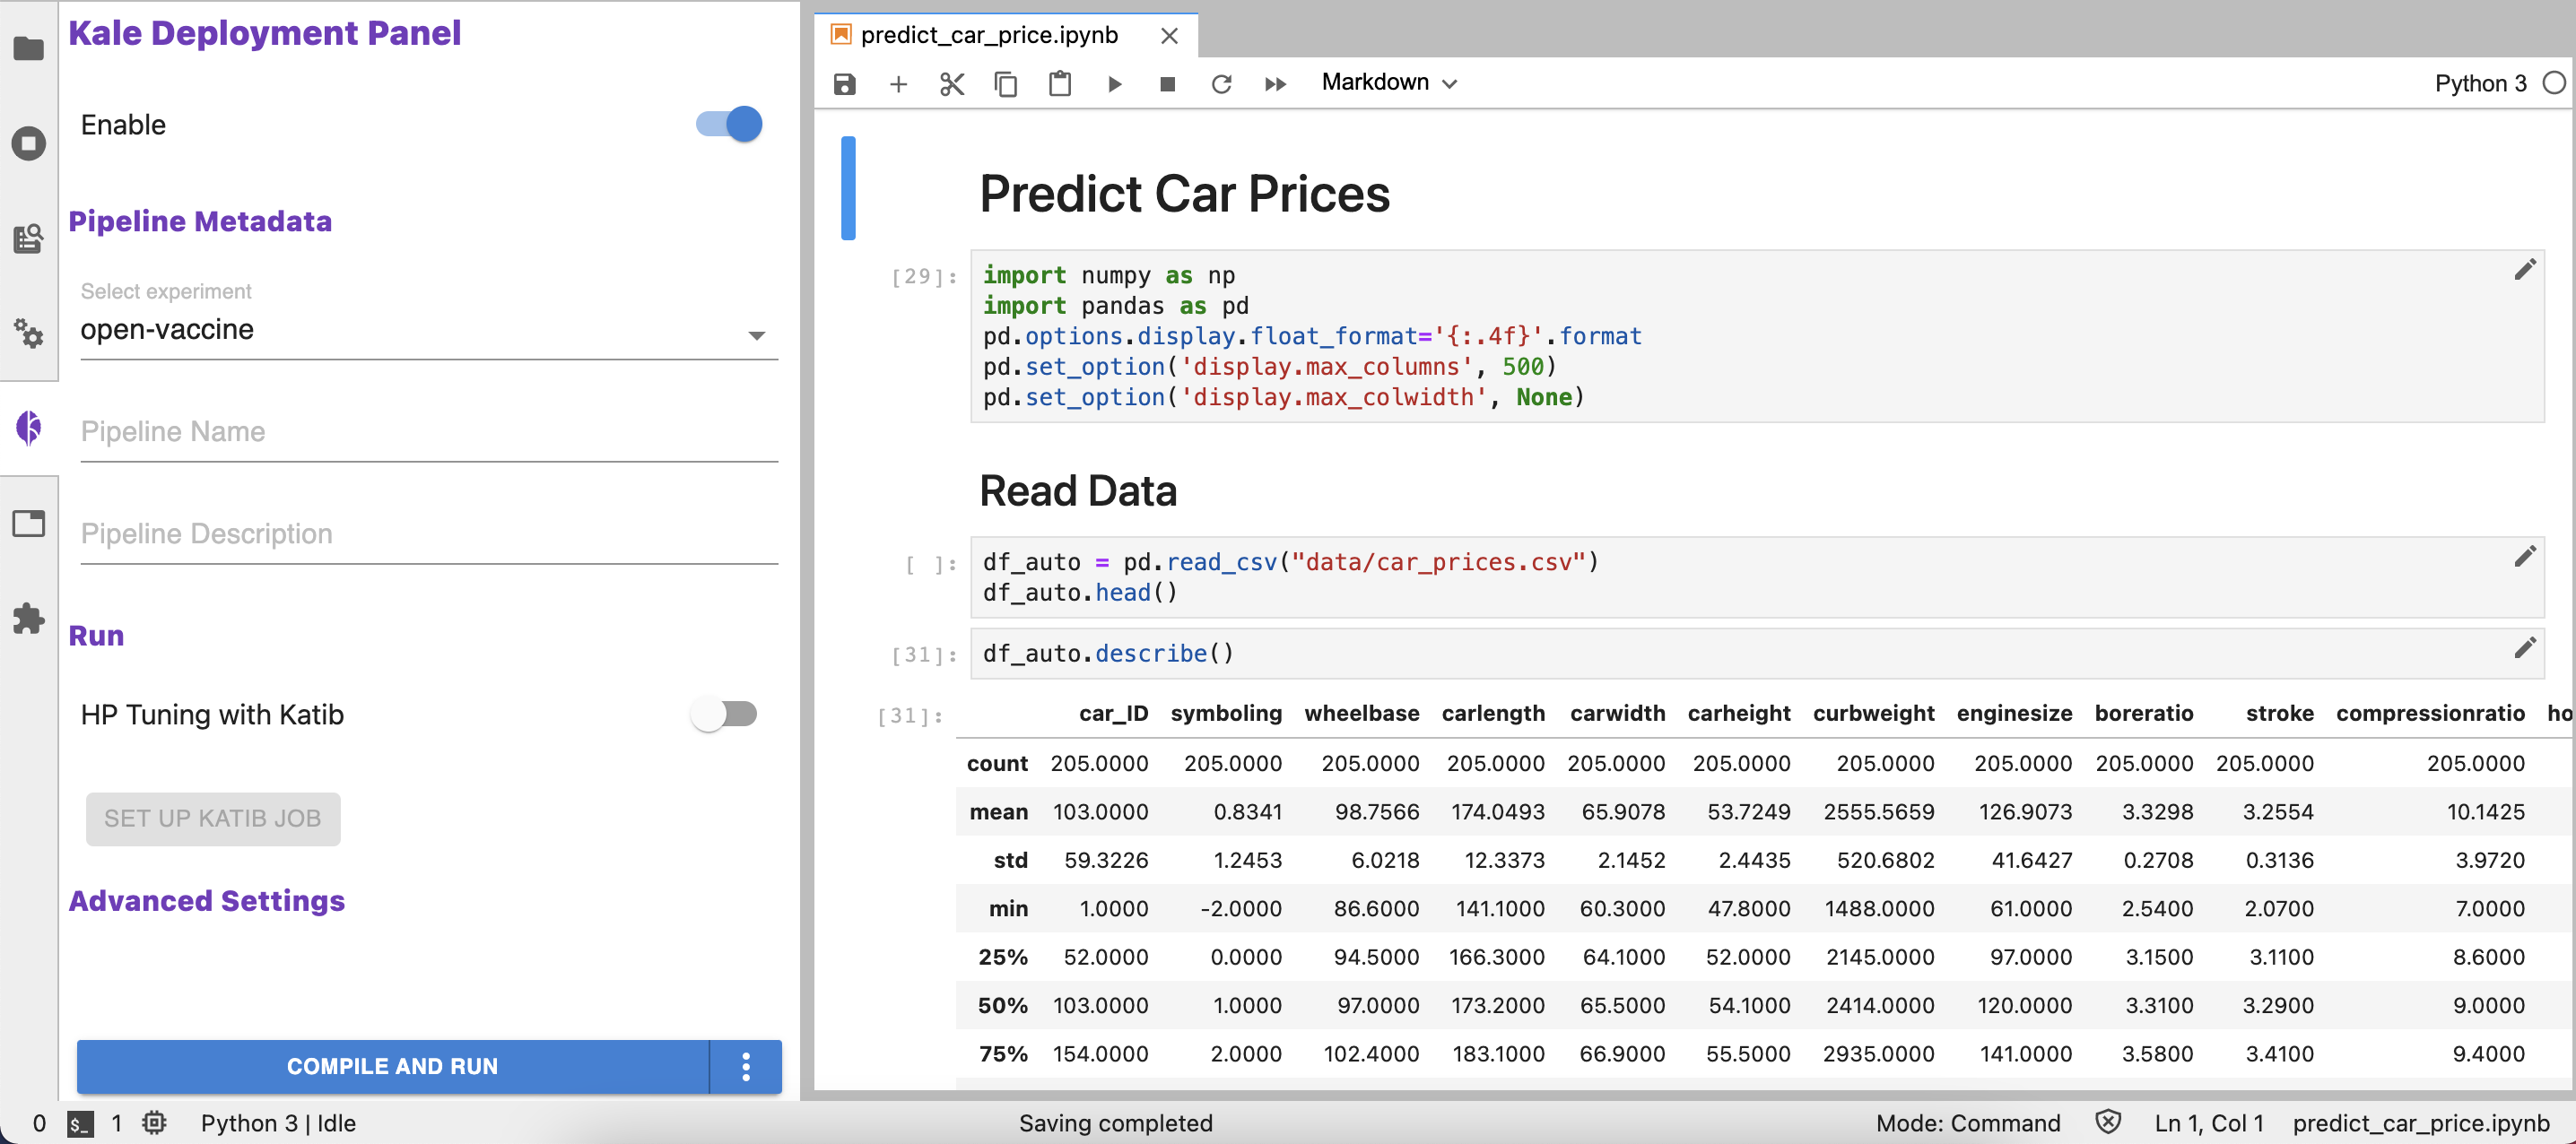 Kale Deployment Panel
Enable
Pipeline Metadata
Select experiment
open-vaccine
Pipeline Name
Pipeline Description
Run
HP Tuning with Katib
SET UP KATIB JOB
Advanced Settings
COMPILE AND RUN
predict_car_price.ipynb
Markdown
Python 3
Predict Car Prices
[29]:
import numpy as np
import pandas as pd
pd.options.display.float_format='{:.4f}'.format
pd.set_option('display.max_columns', 500)
pd.set_option('display.max_colwidth', None)
Read Data
[ ]:
df_auto = pd.read_csv("data/car_prices.csv")
df_auto.head()
[31]:
df_auto.describe()
[31]:
car_ID symboling wheelbase carlength carwidth carheight curbweight enginesize boreratio stroke compressionratio ho
count 205.0000 205.0000 205.0000 205.0000 205.0000 205.0000 205.0000 205.0000 205.0000 205.0000 205.0000
mean 103.0000 0.8341 98.7566 174.0493 65.9078 53.7249 2555.5659 126.9073 3.3298 3.2554 10.1425
std 59.3226 1.2453 6.0218 12.3373 2.1452 2.4435 520.6802 41.6427 0.2708 0.3136 3.9720
min 1.0000 -2.0000 86.6000 141.1000 60.3000 47.8000 1488.0000 61.0000 2.5400 2.0700 7.0000
25% 52.0000 0.0000 94.5000 166.3000 64.1000 52.0000 2145.0000 97.0000 3.1500 3.1100 8.6000
50% 103.0000 1.0000 97.0000 173.2000 65.5000 54.1000 2414.0000 120.0000 3.3100 3.2900 9.0000
75% 154.0000 2.0000 102.4000 183.1000 66.9000 55.5000 2935.0000 141.0000 3.5800 3.4100 9.4000
0 $_ 1 Python 3 | Idle Saving completed Mode: Command Ln 1, Col 1 predict_car_price.ipynb